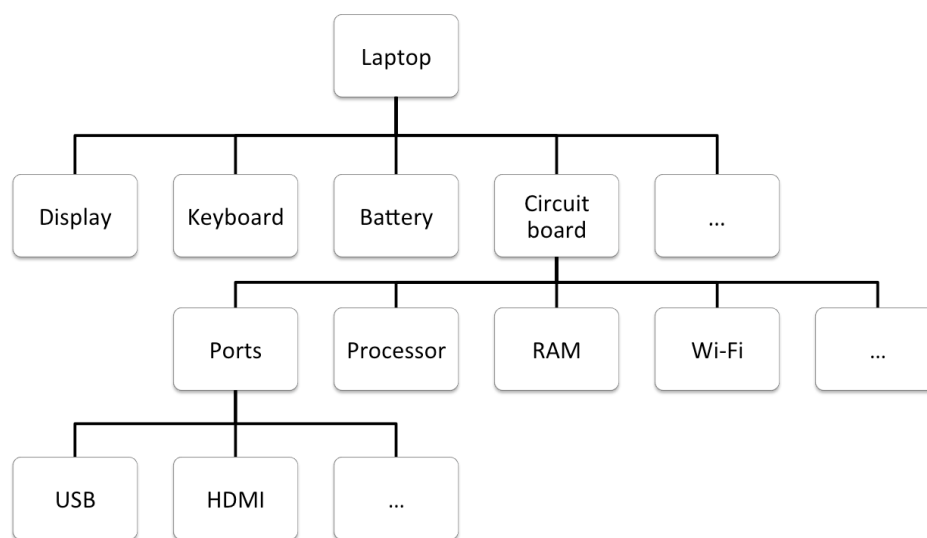 Laptop
Display
Keyboard
Battery
Circuit
board
...
Ports
Processor
RAM
Wi-Fi
...
USB
HDMI
...